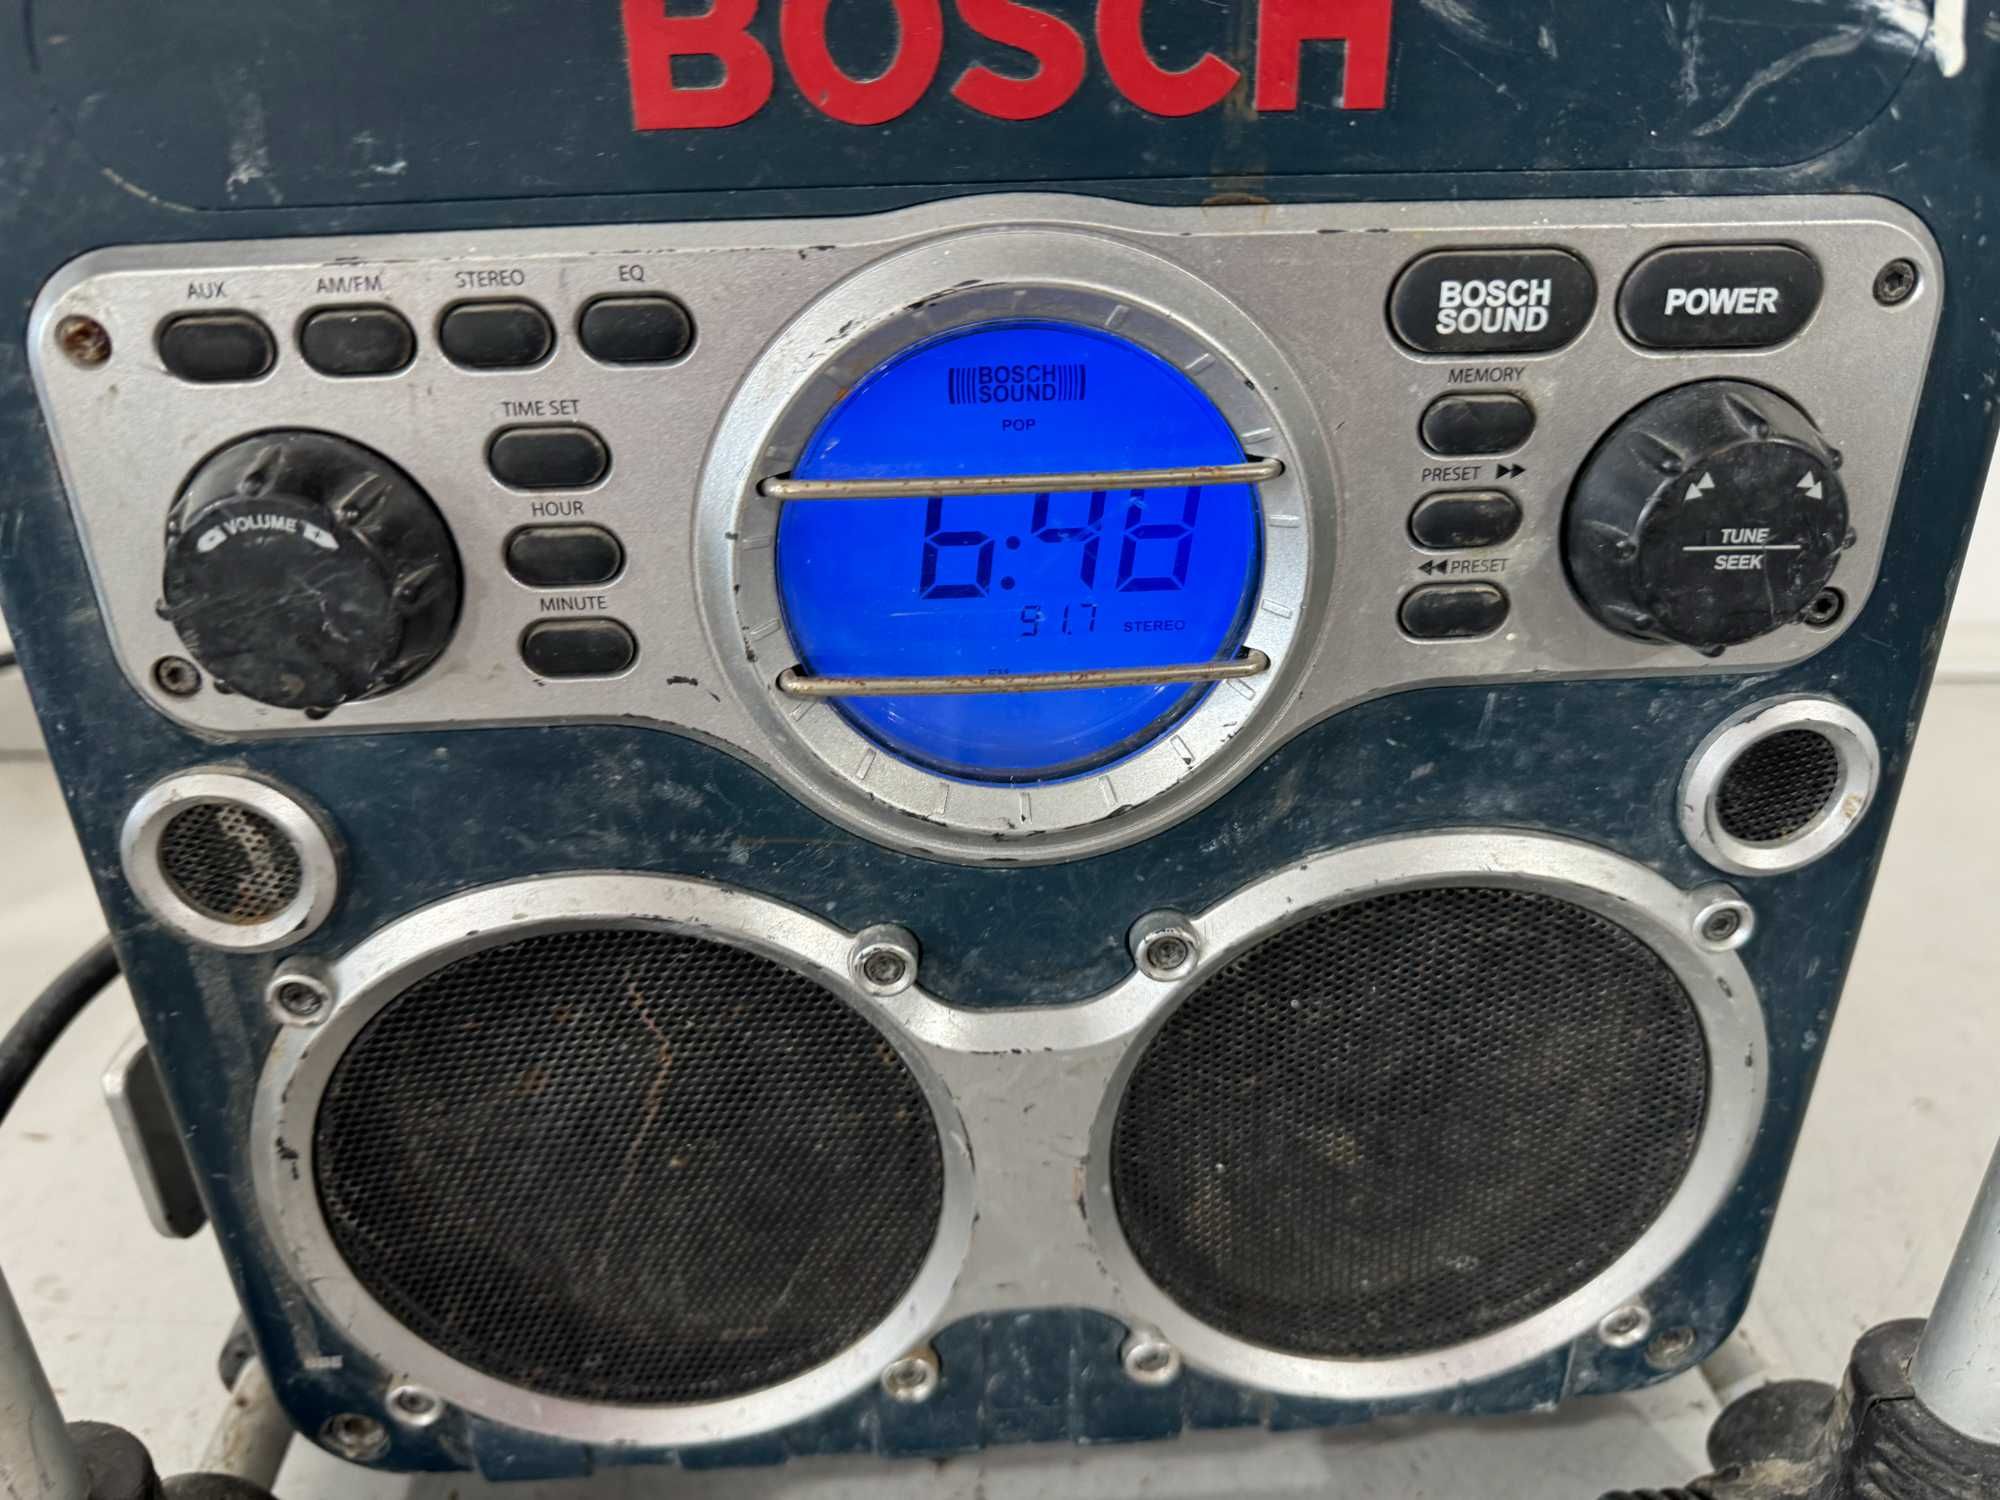 BOSCH
AUX
AM/FM
STEREO
EQ
TIME SET
HOUR
MINUTE
VOLUME
BOSCH
SOUND
POP
6:48
91.7
STEREO
BOSCH
SOUND
POWER
MEMORY
PRESET
PRESET
TUNE
SEEK